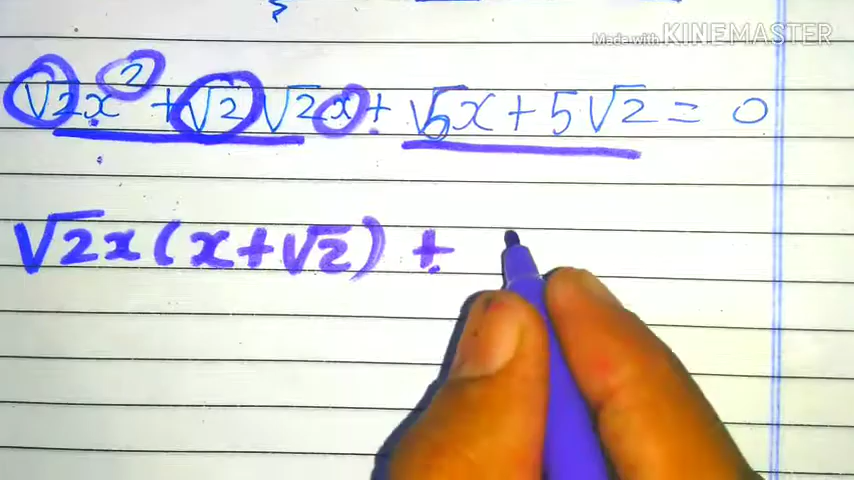 Made with KINEMASTER
√2x² + √2 √2x + √5x + 5√2 = 0
√2x (x + √2) +